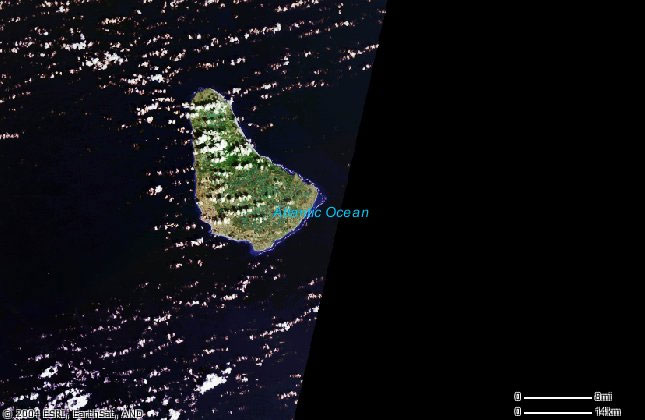 Atlantic Ocean
0 8mi
0 14km
© 2004 ESRI, EarthSat, AND